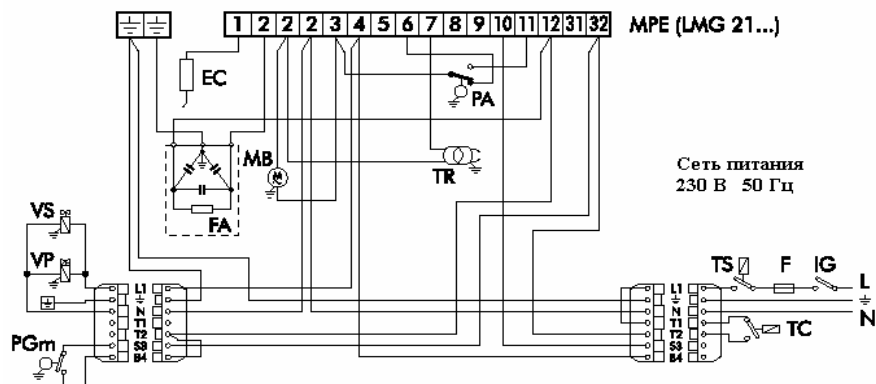 1 2 2 2 3 4 5 6 7 8 9 10 11 12 31 32 MPE (LMG 21...)
EC
PA
MB
TR
FA
Сеть питания
230 В 50 Гц
VS
VP
L1
N
T1
T2
S3
B4
PGm
TS F IG L
L1
N
T1
T2
S3
B4
TC
N